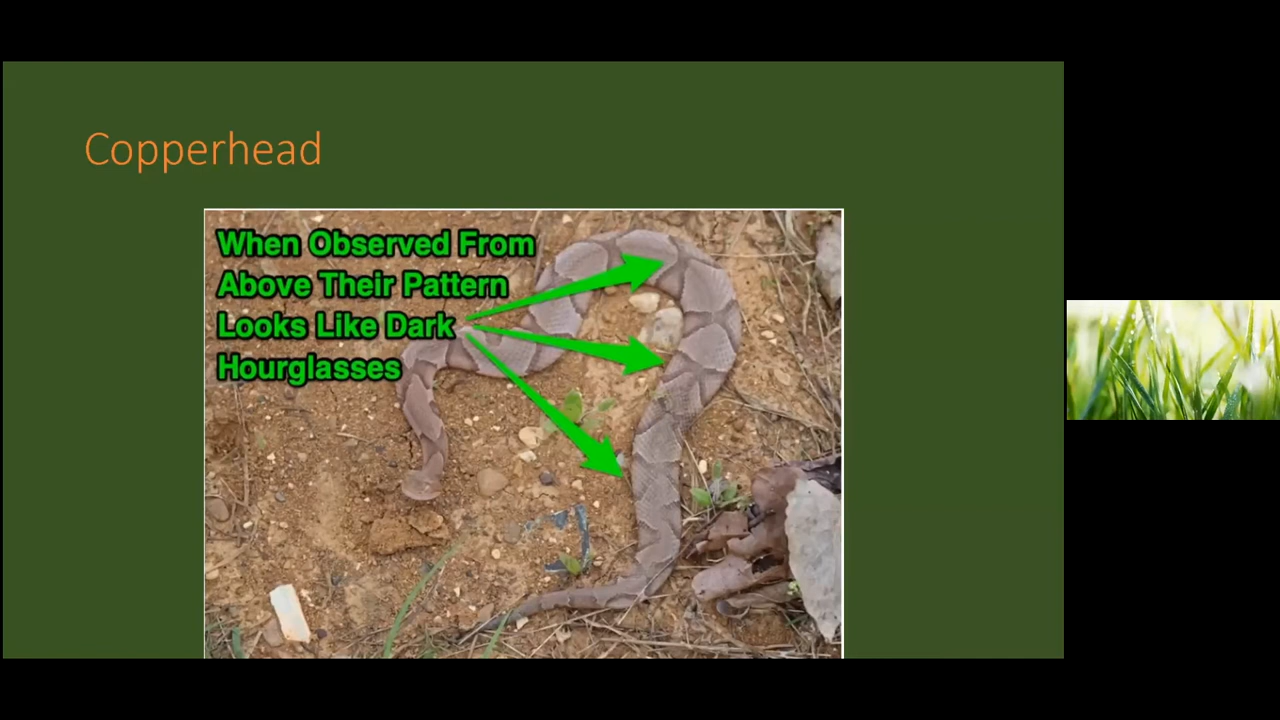 Copperhead
When Observed From
Above Their Pattern
Looks Like Dark
Hourglasses